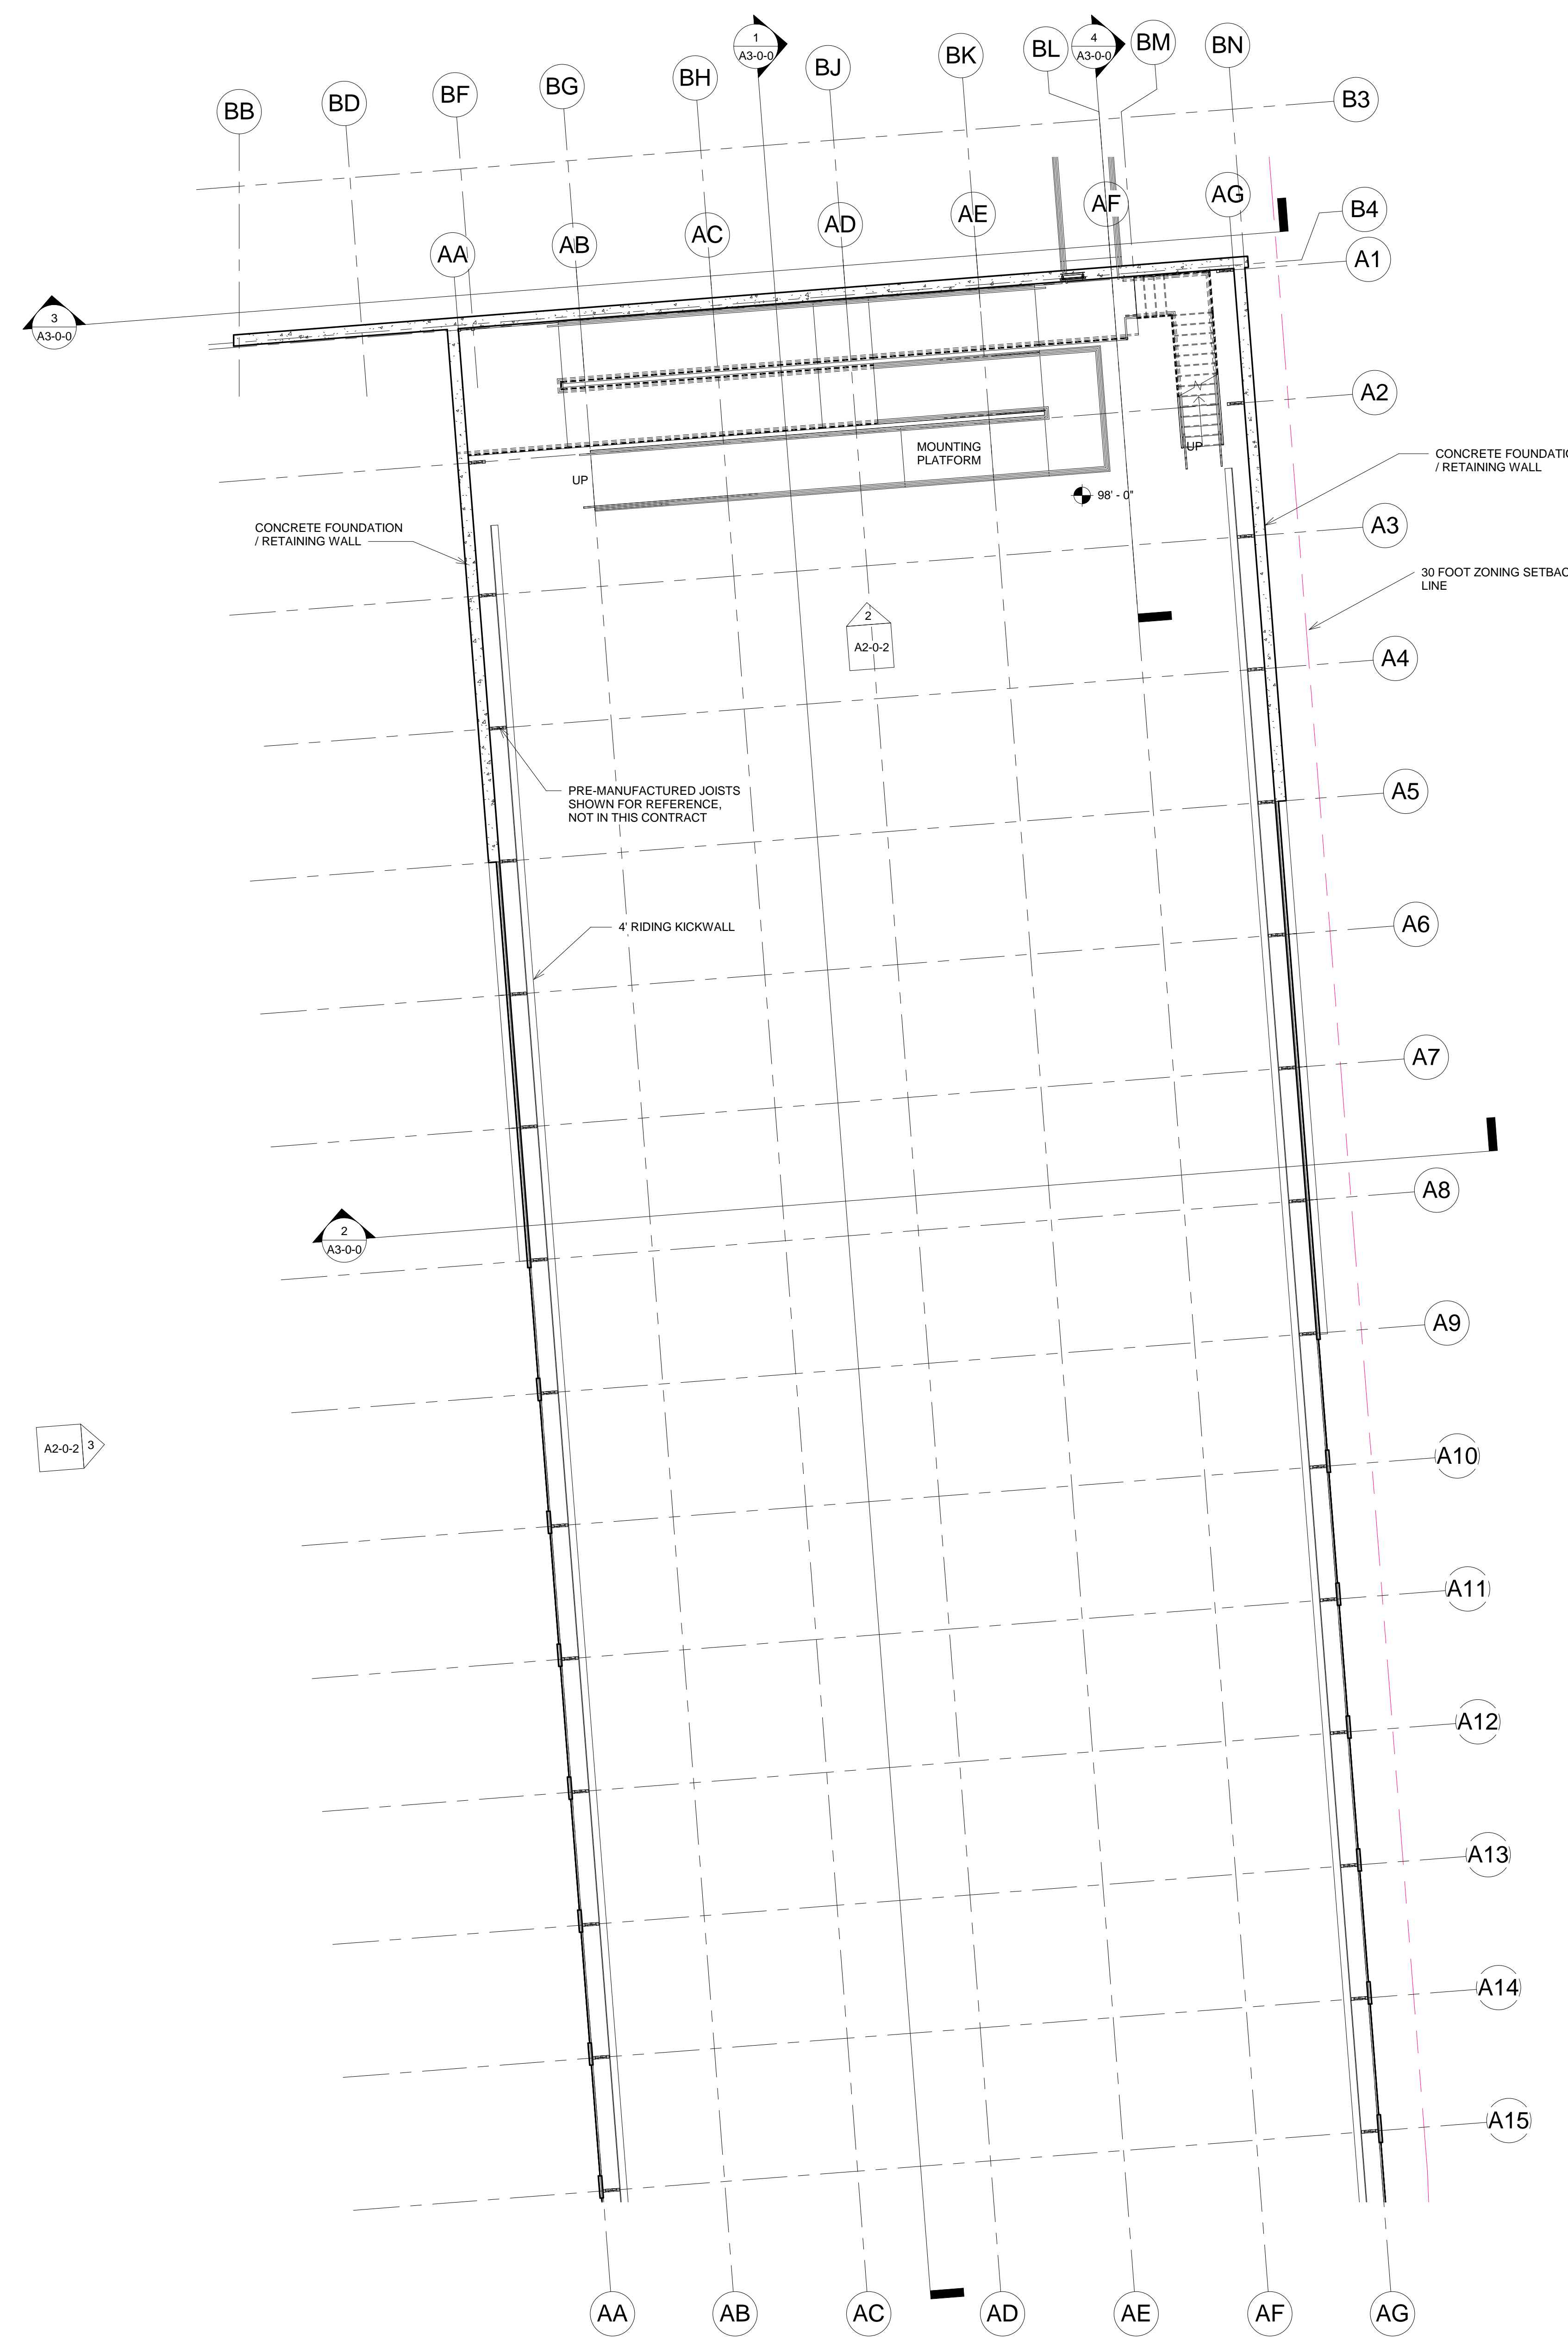 1
A3-0-0
4
A3-0-0
BB
BD
BF
BG
BH
BJ
BK
BL
BM
BN
B3
AA
AB
AC
AD
AE
AF
AG
B4
A1
3
A3-0-0
A2
MOUNTING
PLATFORM
UP
UP
98' - 0"
CONCRETE FOUNDATIO
/ RETAINING WALL
CONCRETE FOUNDATION
/ RETAINING WALL
A3
30 FOOT ZONING SETBAC
LINE
2
A2-0-2
A4
PRE-MANUFACTURED JOISTS
SHOWN FOR REFERENCE,
NOT IN THIS CONTRACT
A5
4' RIDING KICKWALL
A6
A7
A8
2
A3-0-0
A9
A2-0-2
3
A10
A11
A12
A13
A14
A15
AA
AB
AC
AD
AE
AF
AG